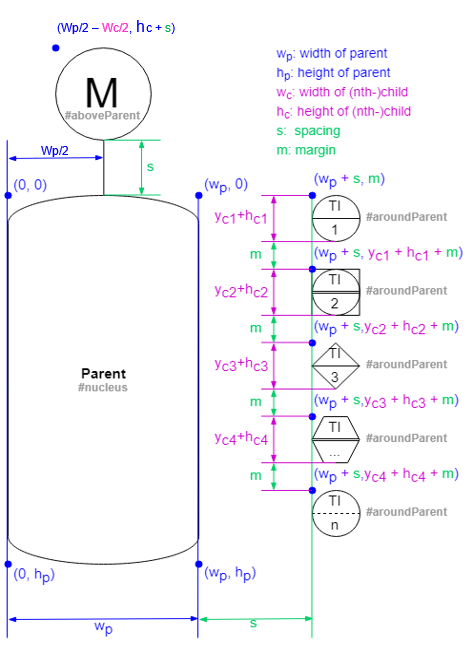 (Wp/2 – Wc/2, hc + s)
M
#aboveParent
wp: width of parent
hp: height of parent
wc: width of (nth-)child
hc: height of (nth-)child
s: spacing
m: margin
Wp/2
s
(0, 0)
(wp, 0)
(wp + s, m)
yc1+hc1
TI
1
#aroundParent
m
(wp + s, yc1 + hc1 + m)
yc2+hc2
TI
2
#aroundParent
m
(wp + s,yc2 + hc2 + m)
Parent
#nucleus
yc3+hc3
TI
3
#aroundParent
m
(wp + s,yc3 + hc3 + m)
yc4+hc4
TI
...
#aroundParent
m
(wp + s,yc4 + hc4 + m)
TI
n
#aroundParent
(0, hp)
(wp, hp)
wp
s